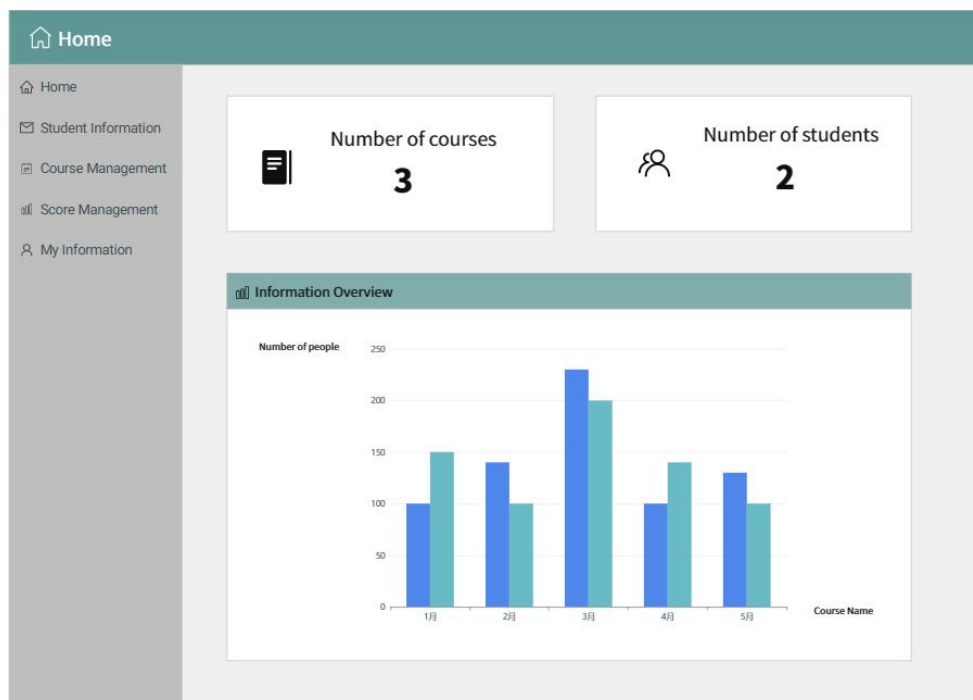 Home
Home
Student Information
Course Management
Score Management
My Information
Number of courses
3
Number of students
2
Information Overview
Number of people
250
200
150
100
50
0
1月
2月
3月
4月
5月
Course Name